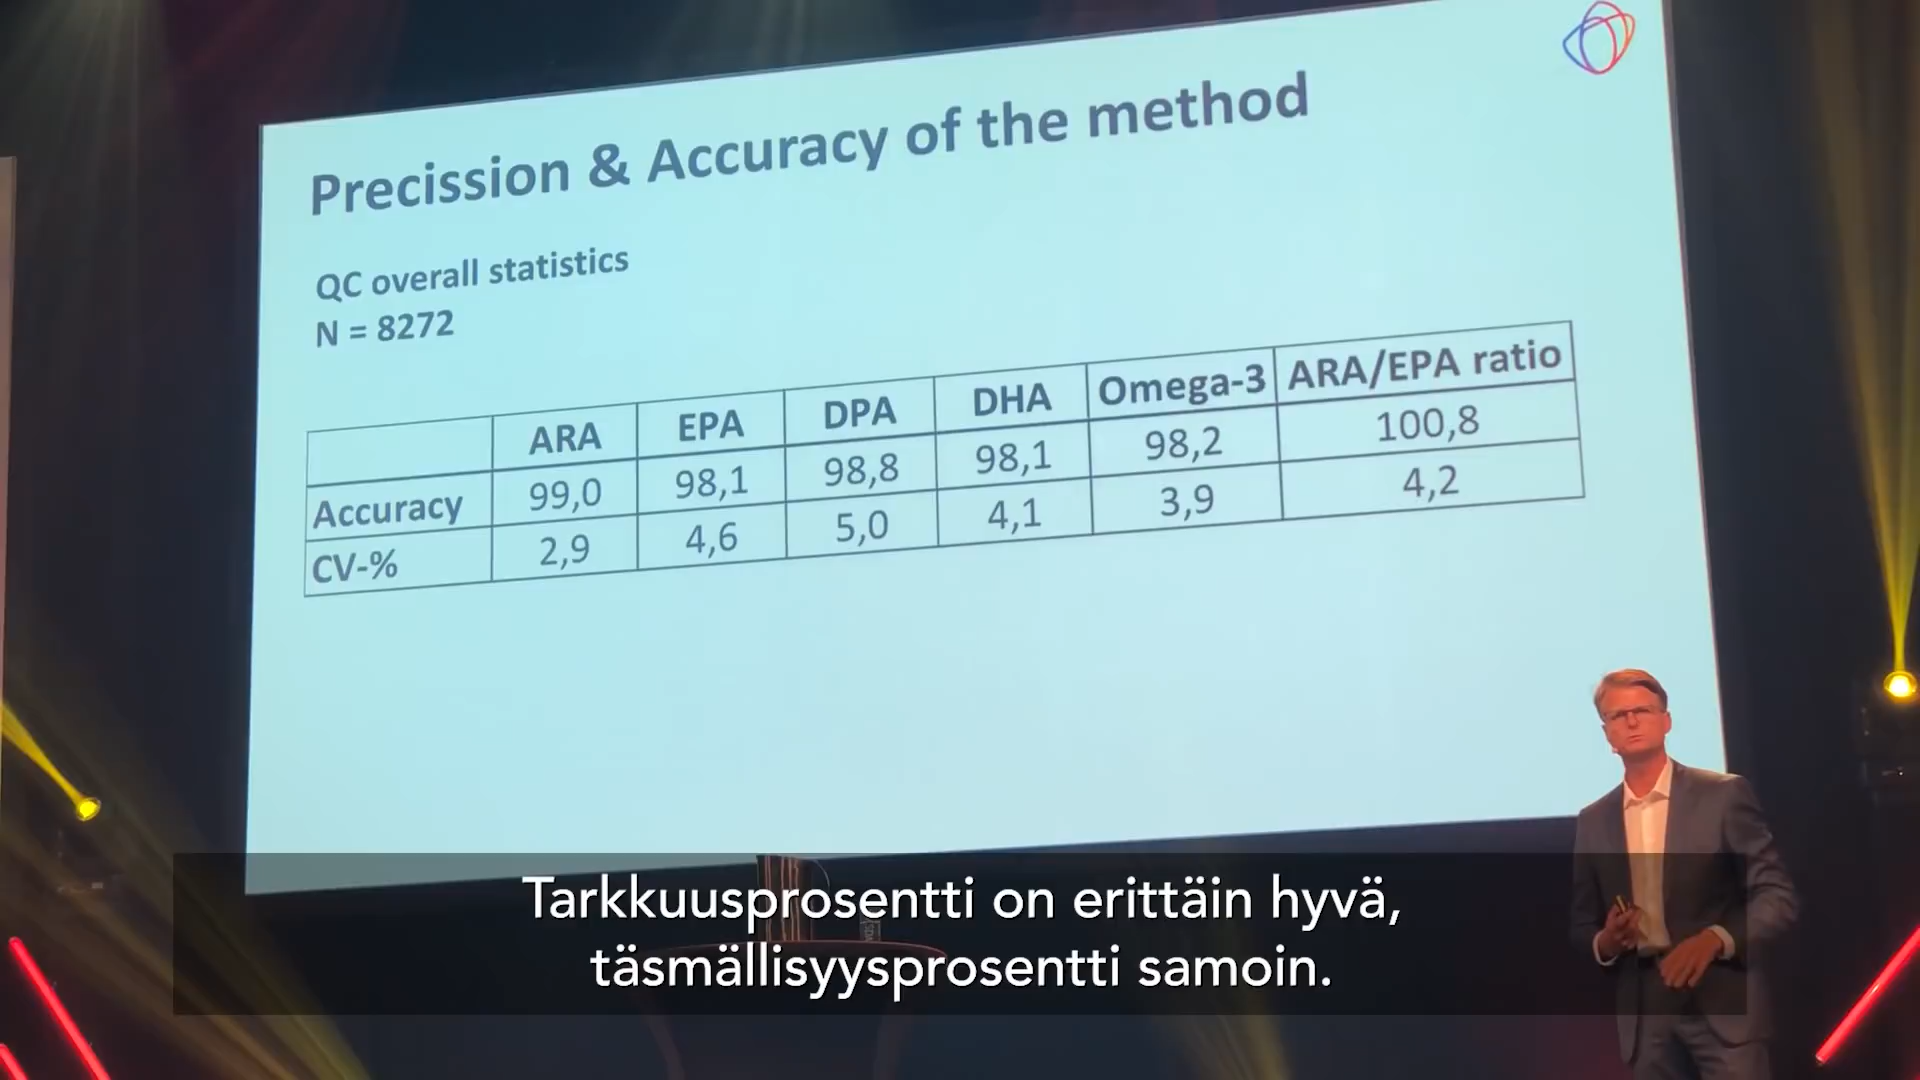 Precission & Accuracy of the method
QC overall statistics
N = 8272
ARA EPA DPA DHA Omega-3 ARA/EPA ratio
Accuracy 99,0 98,1 98,8 98,1 98,2 100,8
CV-% 2,9 4,6 5,0 4,1 3,9 4,2
Tarkkuusprosentti on erittäin hyvä,
täsmällisyysprosentti samoin.